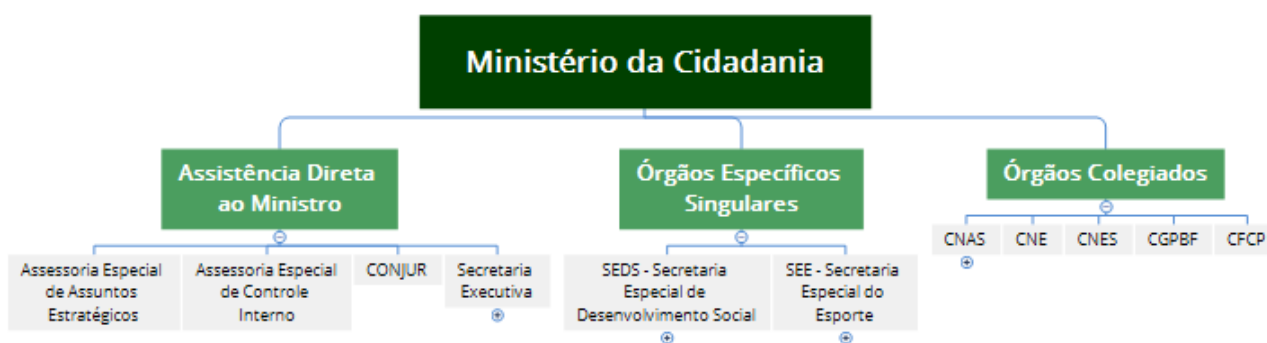 Ministério da Cidadania
Assistência Direta
ao Ministro
Órgãos Específicos
Singulares
Órgãos Colegiados
Assessoria Especial
de Assuntos
Estratégicos
Assessoria Especial
de Controle
Interno
CONJUR
Secretaria
Executiva
SEDS - Secretaria
Especial de
Desenvolvimento Social
SEE - Secretaria
Especial do
Esporte
CNAS
CNE
CNES
CGPBF
CFCP